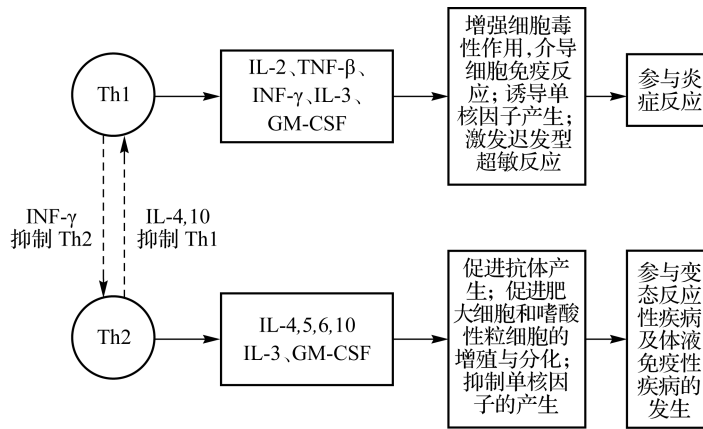 Th1
IL-2、TNF-β、
INF-γ、IL-3、
GM-CSF
增强细胞毒
性作用,介导
细胞免疫反
应;诱导单
核因子产生;
激发迟发型
超敏反应
参与炎
症反应
INF-γ
抑制 Th2
IL-4,10
抑制 Th1
Th2
IL-4,5,6,10
IL-3、GM-CSF
促进抗体产
生;促进肥
大细胞和嗜酸
性粒细胞的
增殖与分化;
抑制单核因
子的产生
参与变
态反应
性疾病
及体液
免疫性
疾病的
发生